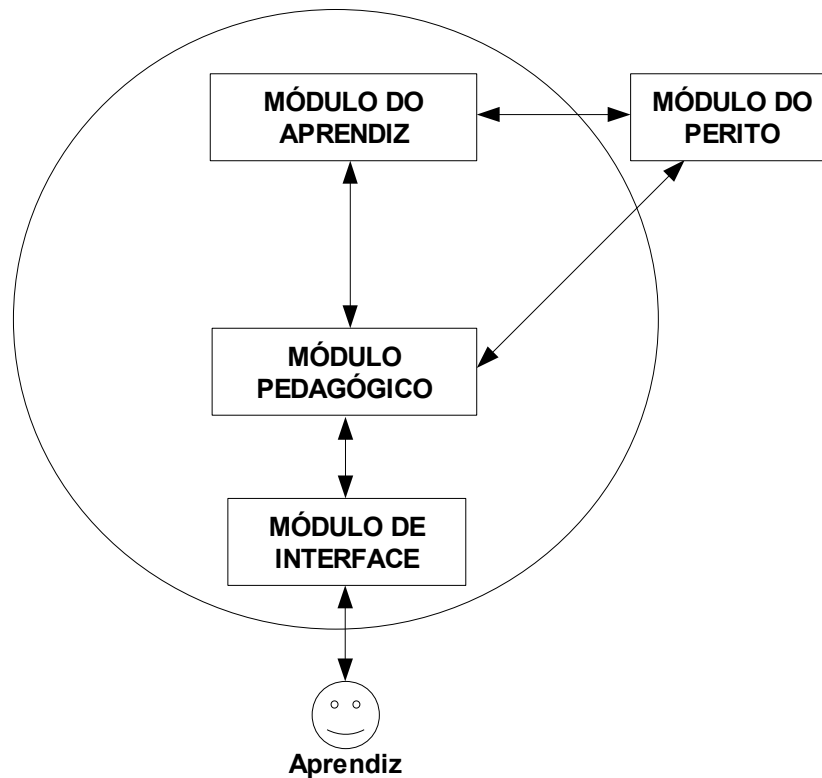 MÓDULO DO
APRENDIZ
MÓDULO DO
PERITO
MÓDULO
PEDAGÓGICO
MÓDULO DE
INTERFACE
Aprendiz